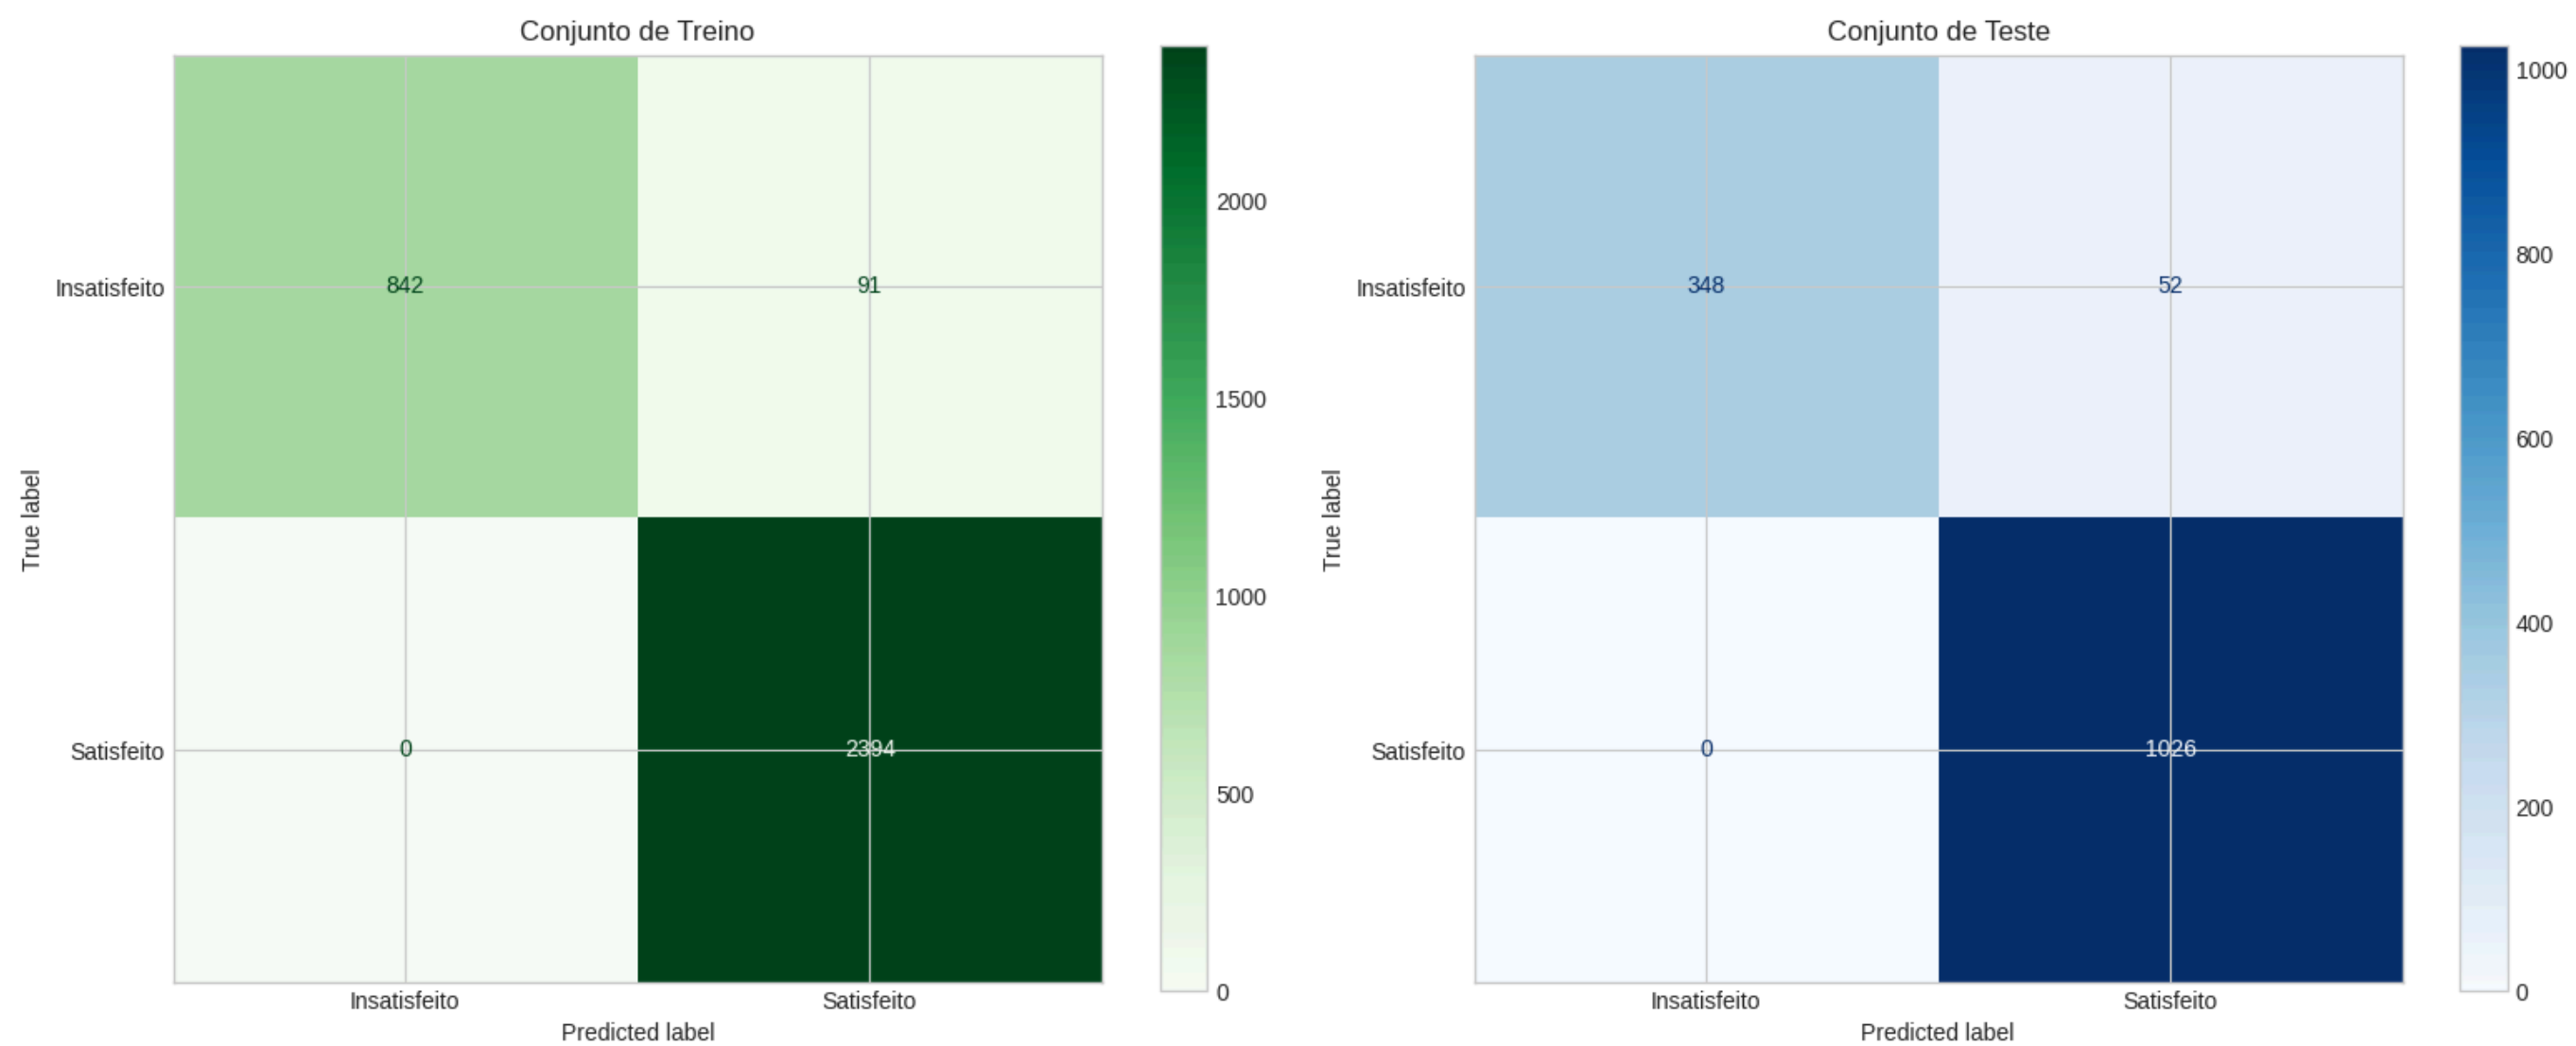 Conjunto de Treino
True label
Insatisfeito
Satisfeito
842
91
0
2394
Insatisfeito
Satisfeito
Predicted label
2000
1500
1000
500
0
Conjunto de Teste
True label
Insatisfeito
Satisfeito
348
52
0
1026
Insatisfeito
Satisfeito
Predicted label
1000
800
600
400
200
0